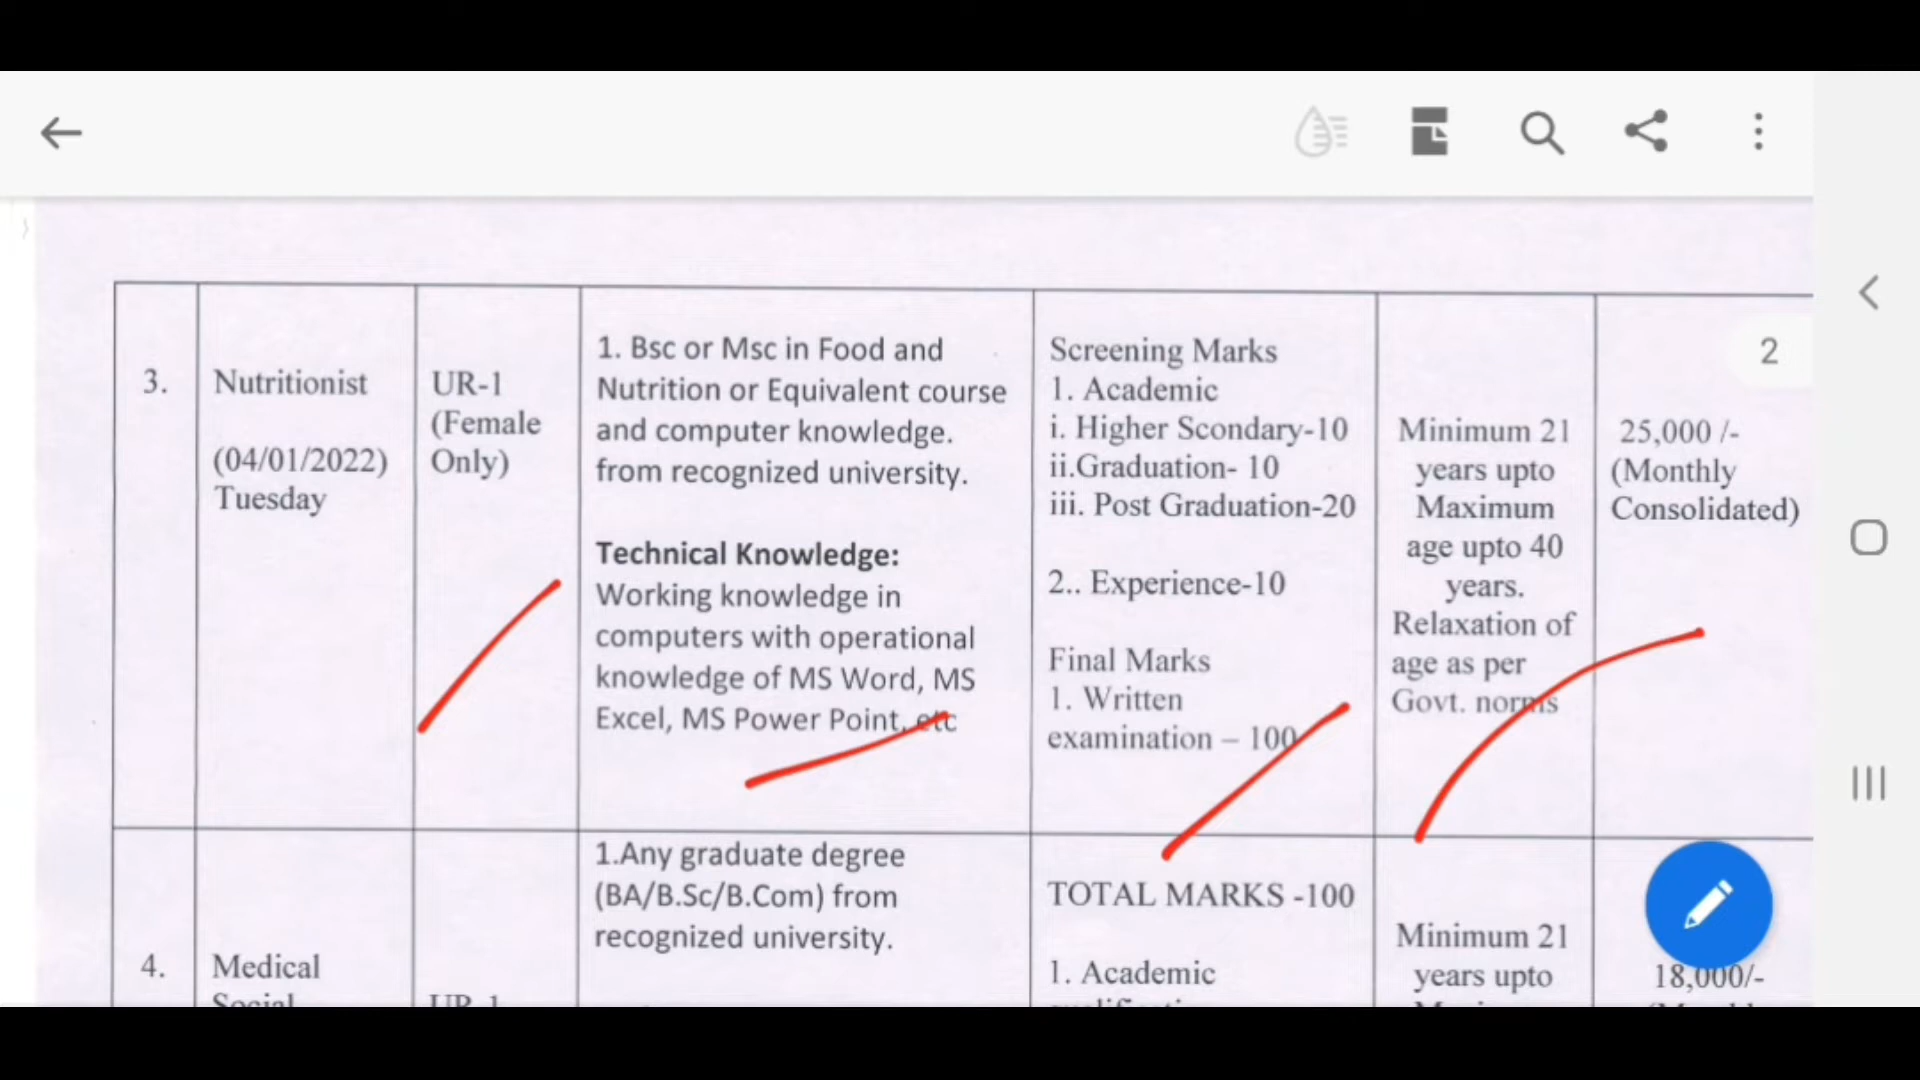 2
3.
Nutritionist
(04/01/2022)
Tuesday
UR-1
(Female
Only)
1. Bsc or Msc in Food and
Nutrition or Equivalent course
and computer knowledge.
from recognized university.
Technical Knowledge:
Working knowledge in
computers with operational
knowledge of MS Word, MS
Excel, MS Power Point, etc
Screening Marks
1. Academic
i. Higher Scondary-10
ii.Graduation- 10
iii. Post Graduation-20
2.. Experience-10
Final Marks
1. Written
examination – 100
Minimum 21
years upto
Maximum
age upto 40
years.
Relaxation of
age as per
Govt. norms
25,000 /-
(Monthly
Consolidated)
4.
Medical
Social
UR-1
1.Any graduate degree
(BA/B.Sc/B.Com) from
recognized university.
TOTAL MARKS -100
1. Academic
Minimum 21
years upto
18,000/-